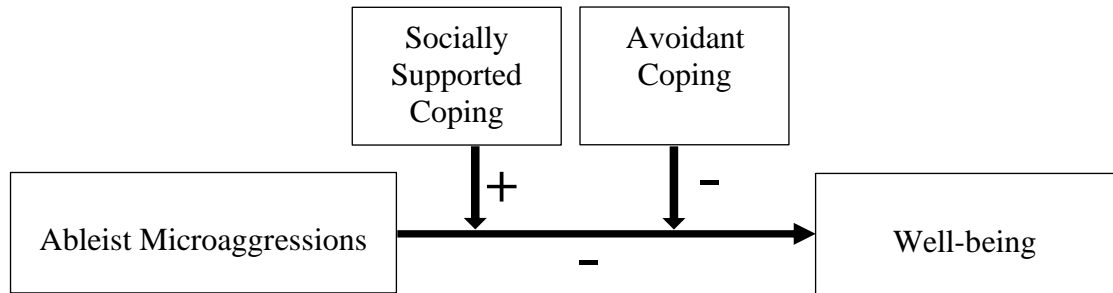 Socially
Supported
Coping
Avoidant
Coping
+
-
Ableist Microaggressions
-
Well-being